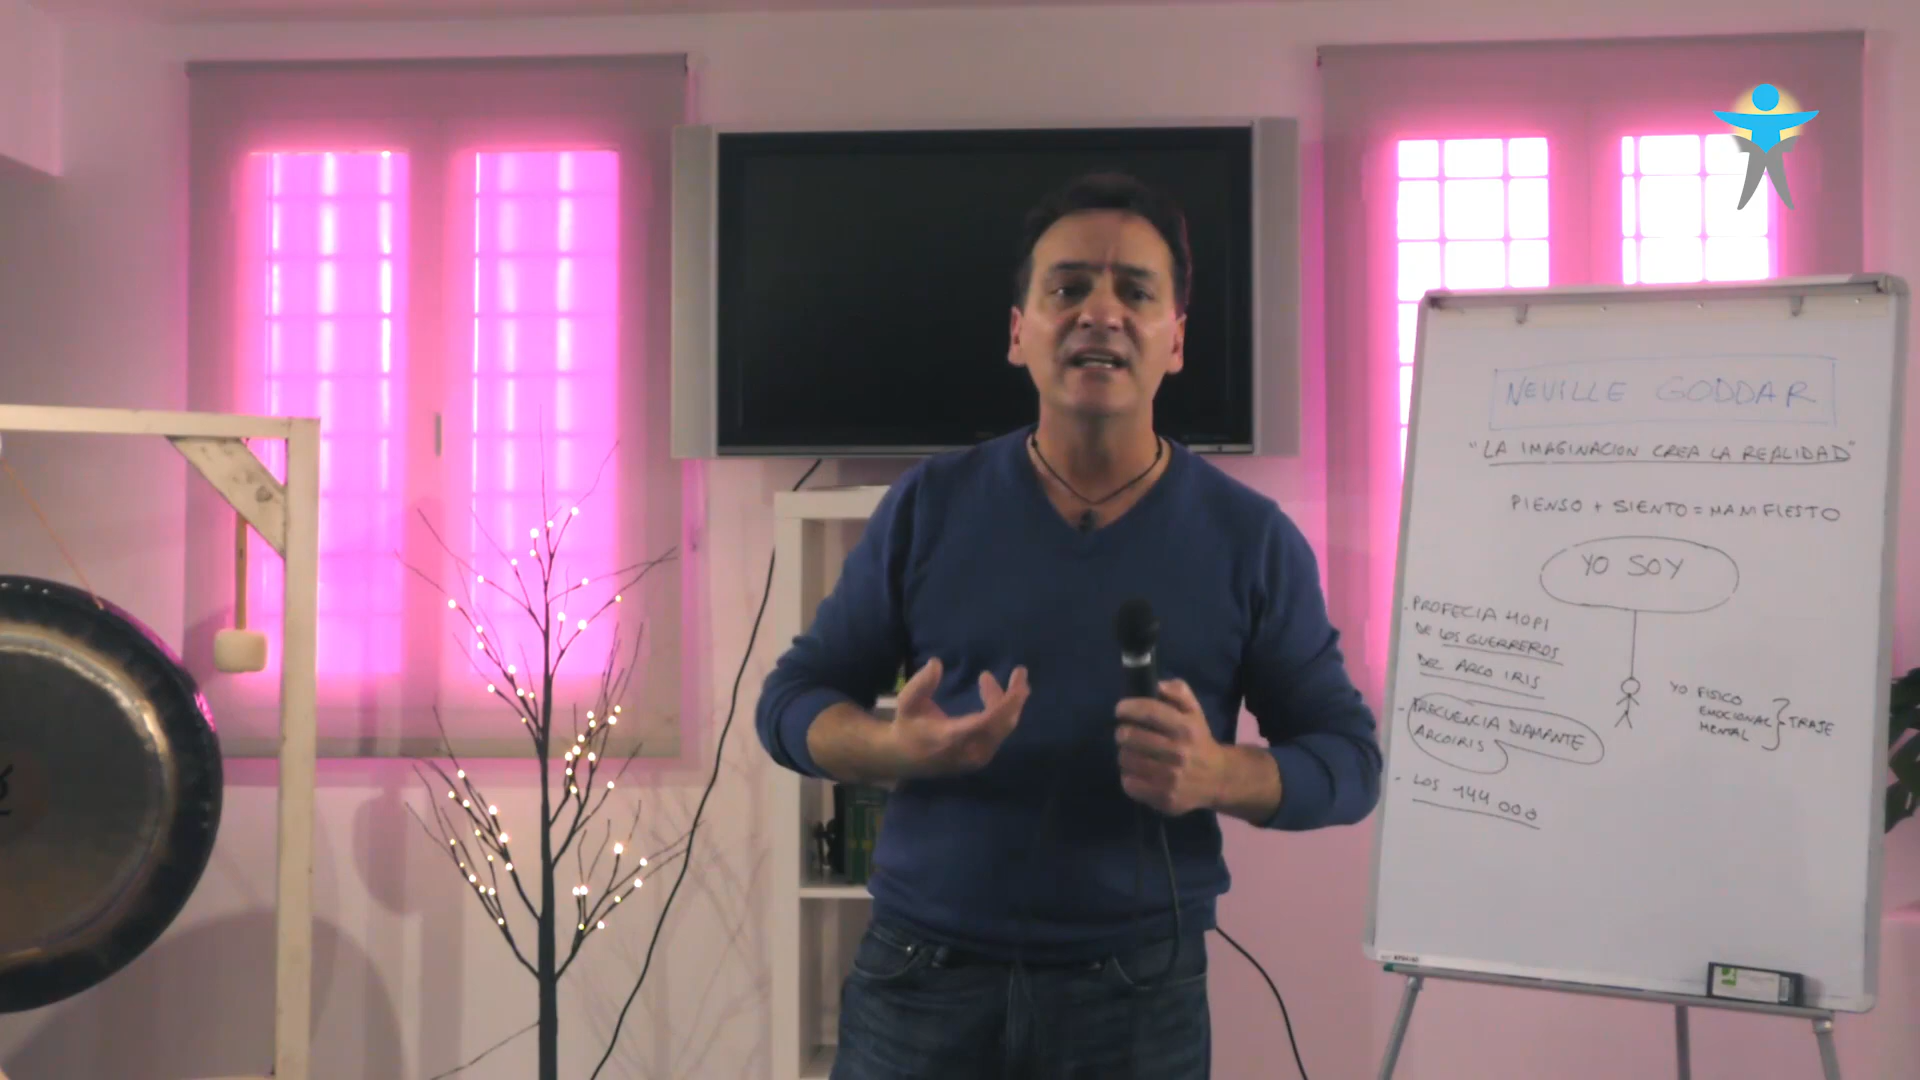 NEVILLE GODDAR
"LA IMAGINACION CREA LA REALIDAD"
PIENSO + SIENTO = MANIFIESTO
YO SOY
- PROFECIA HOPI
DE LOS GUERREROS
DEL ARCO IRIS
YO FISICO
EMOCIONAL
MENTAL
TRAJE
- FRECUENCIA DIAMANTE
ARCOIRIS
- LOS 144 000